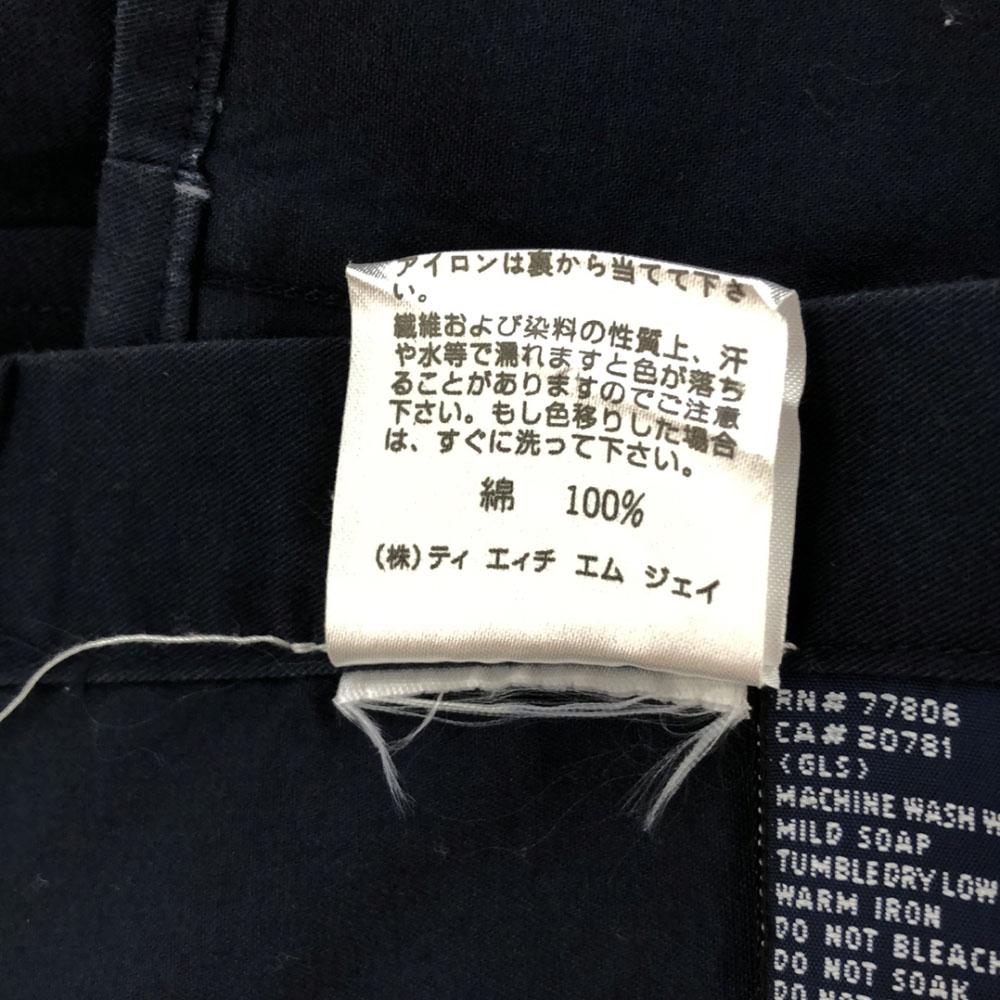 アイロンは裏から当てて下さ
い。
繊維および染料の性質上、汗
や水等で濡れますと色が落ち
ることがありますのでご注意
下さい。もし色移りした場合
は、すぐに洗って下さい。
綿 100%
(株)ティ エィチ エム ジェイ
RN# 77806
CA# 20781
(GLS)
MACHINE WASH W
MILD SOAP
TUMBLEDRY LOW
WARM IRON
DO NOT BLEACH
DO NOT SOAK